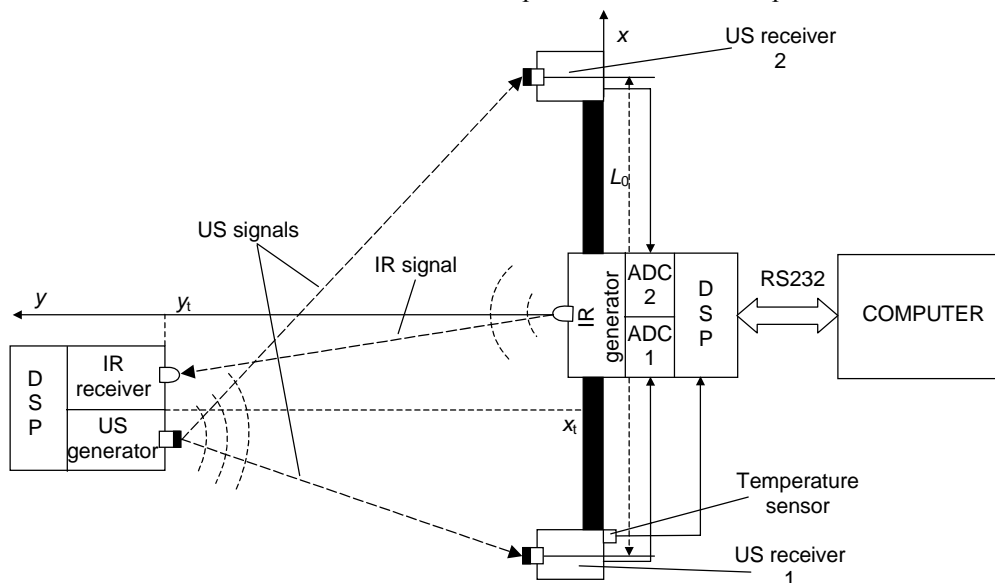 x
US receiver
2
L0
US signals
IR signal
y
yt
IR
generator
ADC
2
ADC
1
D
S
P
RS232
COMPUTER
D
S
P
IR
receiver
US
generator
xt
Temperature
sensor
US receiver
1